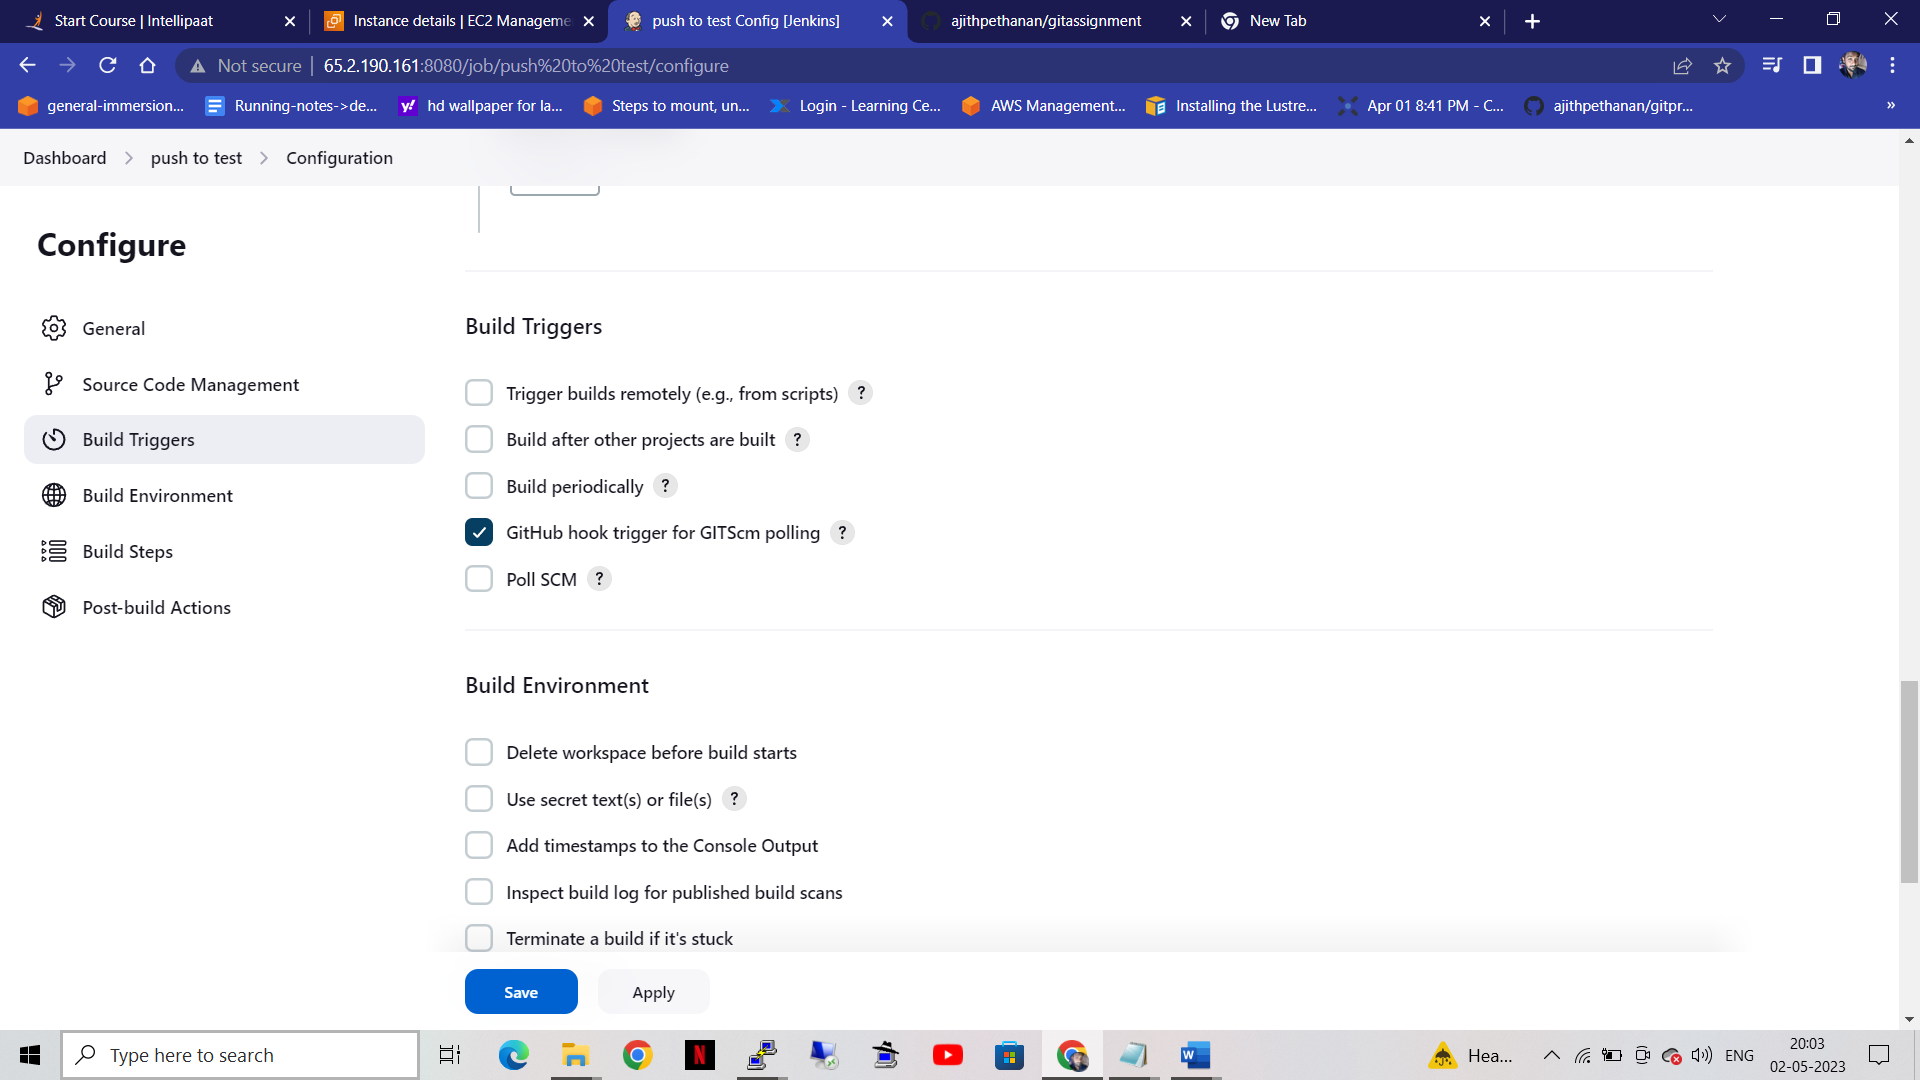 Start Course | Intellipaat
Instance details | EC2 Manageme
push to test Config [Jenkins]
ajithpethanan/gitassignment
New Tab
Not secure
65.2.190.161:8080/job/push%20to%20test/configure
general-immersion...
Running-notes->de...
hd wallpaper for la...
Steps to mount, un...
Login - Learning Ce...
AWS Management...
Installing the Lustre...
Apr 01 8:41 PM - C...
ajithpethanan/gitpr...
»
Dashboard
push to test
Configuration
Configure
General
Source Code Management
Build Triggers
Build Environment
Build Steps
Post-build Actions
Build Triggers
Trigger builds remotely (e.g., from scripts) ?
Build after other projects are built ?
Build periodically ?
GitHub hook trigger for GITScm polling ?
Poll SCM ?
Build Environment
Delete workspace before build starts
Use secret text(s) or file(s) ?
Add timestamps to the Console Output
Inspect build log for published build scans
Terminate a build if it's stuck
Save
Apply
Type here to search
Hea...
ENG
20:03
02-05-2023